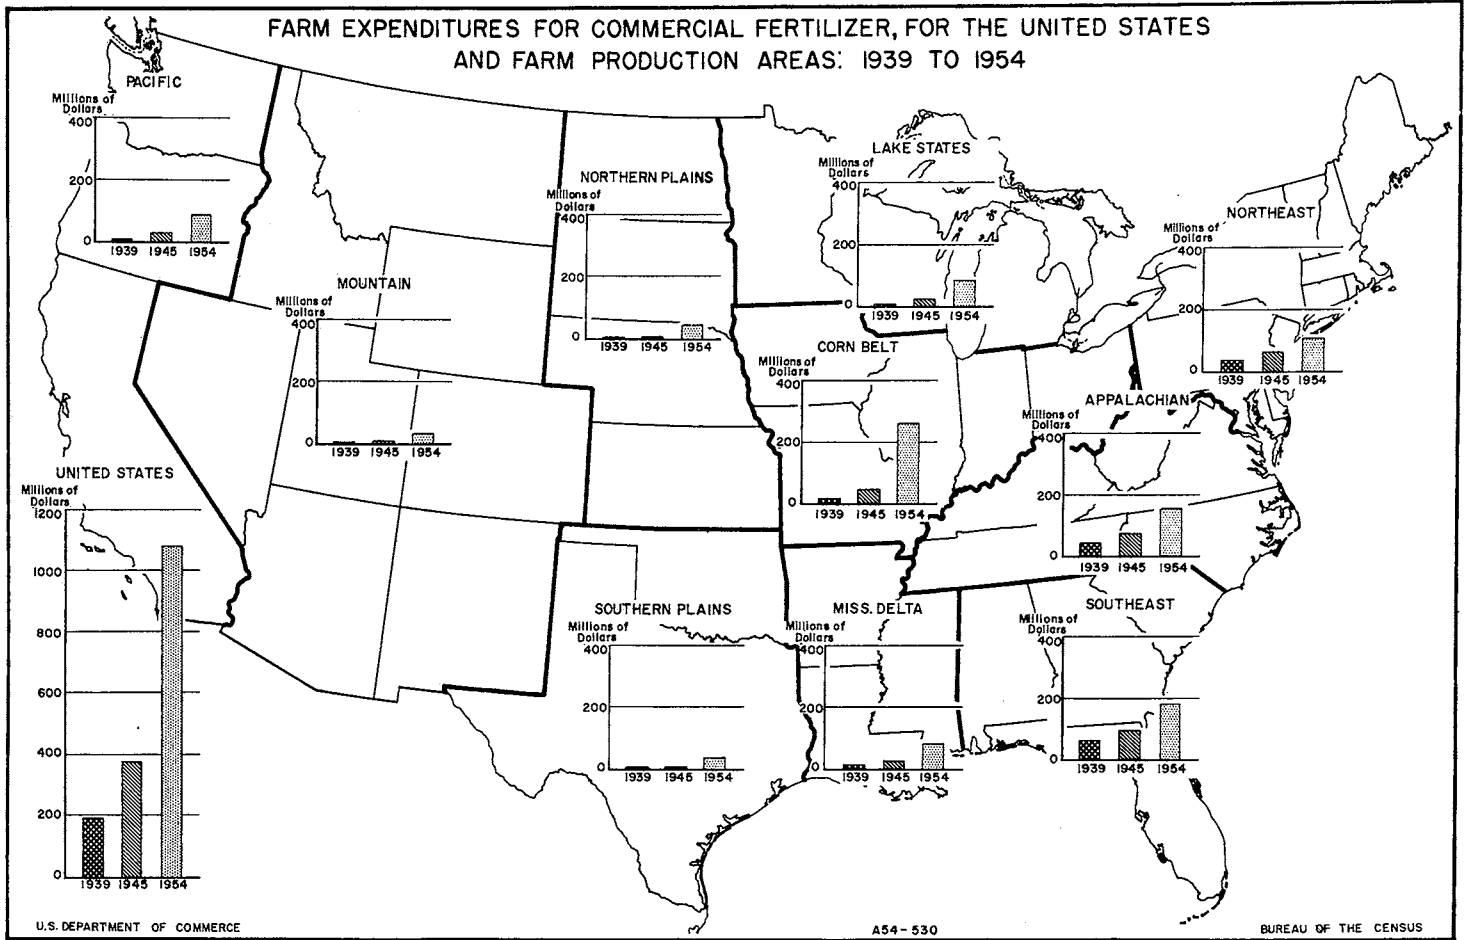 FARM EXPENDITURES FOR COMMERCIAL FERTILIZER, FOR THE UNITED STATES
AND FARM PRODUCTION AREAS: 1939 TO 1954
PACIFIC
Millions of
Dollars
400
200
0
1939 1945 1954
NORTHERN PLAINS
Millions of
Dollars
400
200
0
1939 1945 1954
LAKE STATES
Millions of
Dollars
400
200
0
1939 1945 1954
NORTHEAST
Millions of
Dollars
400
200
0
1939 1945 1954
MOUNTAIN
Millions of
Dollars
400
200
0
1939 1945 1954
CORN BELT
Millions of
Dollars
400
200
0
1939 1945 1954
APPALACHIAN
Millions of
Dollars
400
200
0
1939 1945 1954
UNITED STATES
Millions of
Dollars
1200
1000
800
600
400
200
0
1939 1945 1954
SOUTHERN PLAINS
Millions of
Dollars
400
200
0
1939 1945 1954
MISS. DELTA
Millions of
Dollars
400
200
0
1939 1945 1954
SOUTHEAST
Millions of
Dollars
400
200
0
1939 1945 1954
U.S. DEPARTMENT OF COMMERCE
A54-530
BUREAU OF THE CENSUS